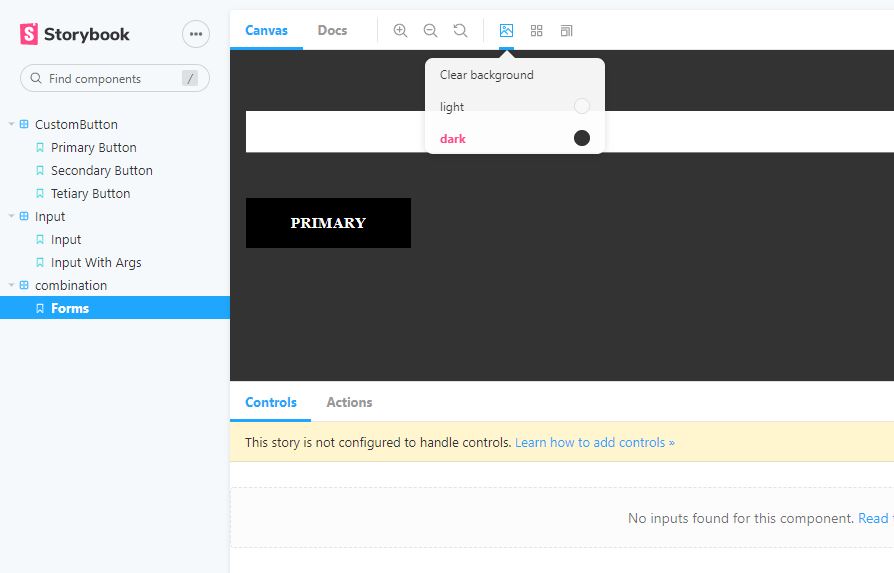 Storybook
Find components /
CustomButton
Primary Button
Secondary Button
Tetiary Button
Input
Input
Input With Args
combination
Forms
Canvas Docs
Clear background
light
dark
PRIMARY
Controls Actions
This story is not configured to handle controls. Learn how to add controls »
No inputs found for this component. Read